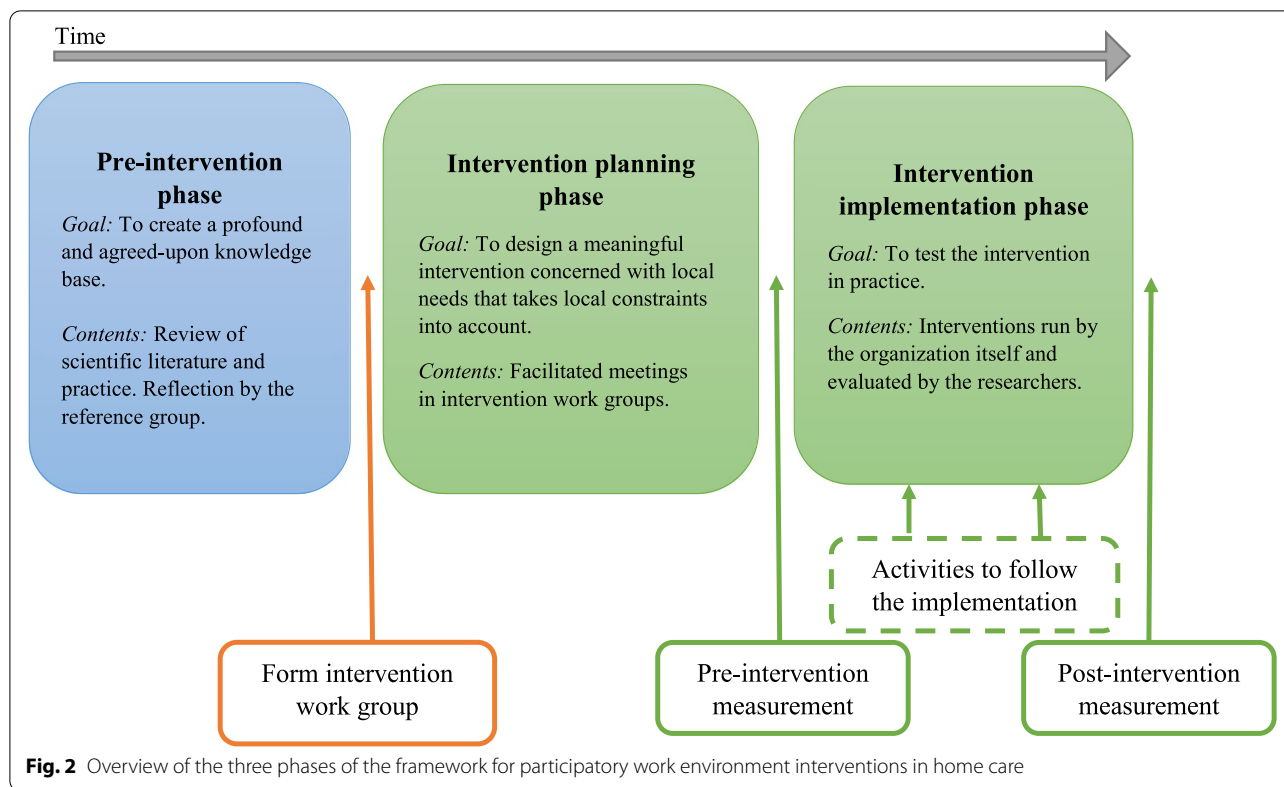 Time
Pre-intervention
phase
Goal: To create a profound
and agreed-upon knowledge
base.
Contents: Review of
scientific literature and
practice. Reflection by the
reference group.
Intervention planning
phase
Goal: To design a meaningful
intervention concerned with local
needs that takes local constraints
into account.
Contents: Facilitated meetings
in intervention work groups.
Intervention
implementation phase
Goal: To test the intervention
in practice.
Contents: Interventions run by
the organization itself and
evaluated by the researchers.
Activities to follow
the implementation
Form intervention
work group
Pre-intervention
measurement
Post-intervention
measurement
Fig. 2 Overview of the three phases of the framework for participatory work environment interventions in home care